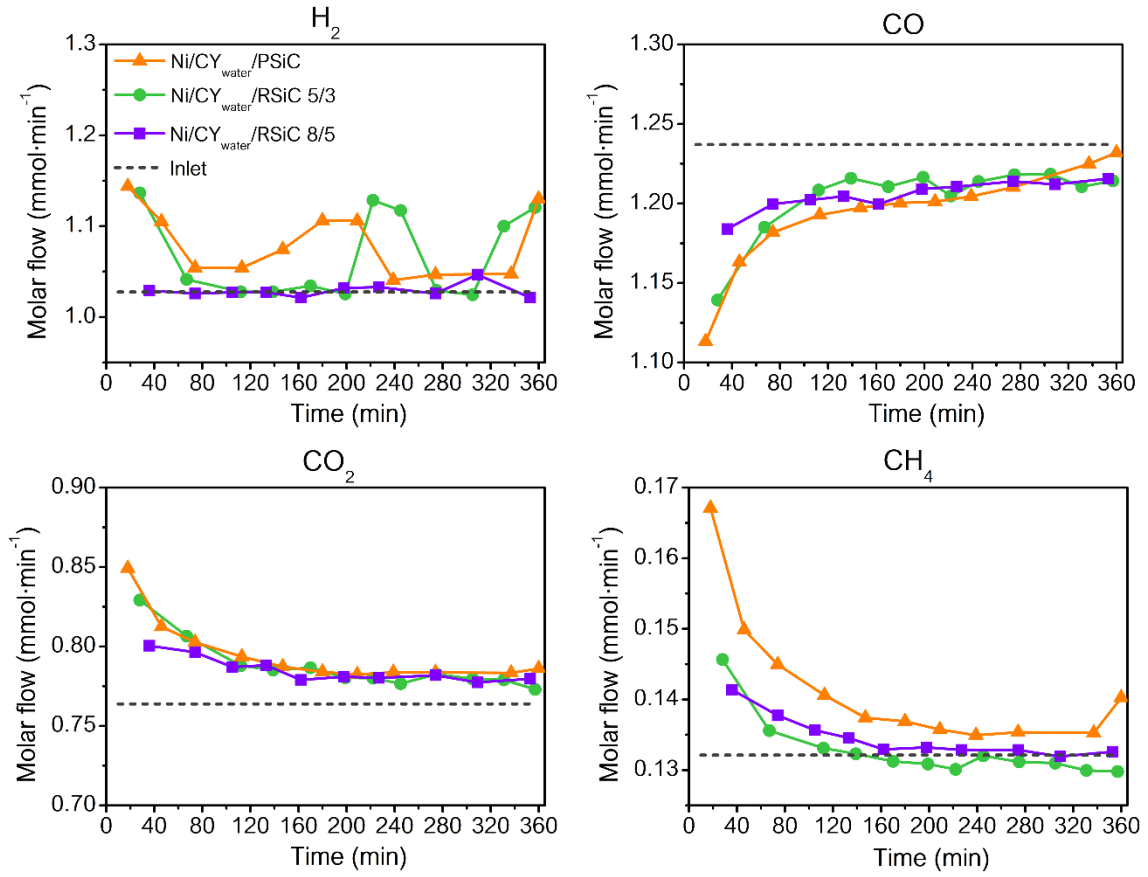 H₂
Molar flow (mmol·min⁻¹)
1.3
1.2
1.1
1.0
Ni/CY_water/PSiC
Ni/CY_water/RSiC 5/3
Ni/CY_water/RSiC 8/5
Inlet
0 40 80 120 160 200 240 280 320 360
Time (min)
CO
Molar flow (mmol·min⁻¹)
1.30
1.25
1.20
1.15
1.10
0 40 80 120 160 200 240 280 320 360
Time (min)
CO₂
Molar flow (mmol·min⁻¹)
0.90
0.85
0.80
0.75
0.70
0 40 80 120 160 200 240 280 320 360
Time (min)
CH₄
Molar flow (mmol·min⁻¹)
0.17
0.16
0.15
0.14
0.13
0 40 80 120 160 200 240 280 320 360
Time (min)